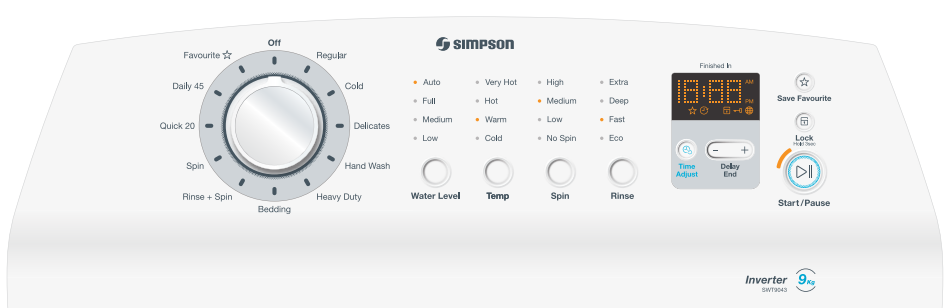 SIMPSON
Off
Regular
Cold
Delicates
Hand Wash
Heavy Duty
Bedding
Rinse + Spin
Spin
Quick 20
Daily 45
Favourite
Auto
Full
Medium
Low
Water Level
Very Hot
Hot
Warm
Cold
Temp
High
Medium
Low
No Spin
Spin
Extra
Deep
Fast
Eco
Rinse
Finished In
18:88
AM
PM
- +
Time
Adjust
Delay
End
Save Favourite
Lock
Hold 3sec
Start/Pause
Inverter 9Kg
SWT9043